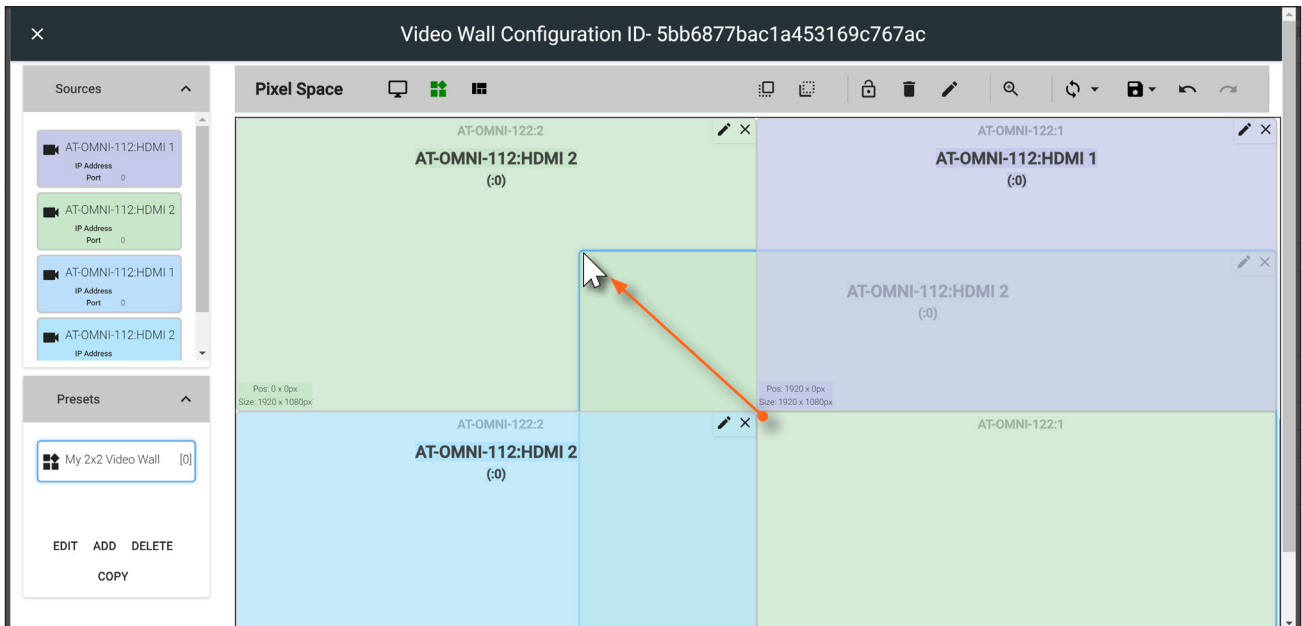 Video Wall Configuration ID- 5bb6877bac1a453169c767ac
Sources
Pixel Space
AT-OMNI-112:HDMI 1
IP Address
Port 0
AT-OMNI-112:HDMI 2
IP Address
Port 0
AT-OMNI-112:HDMI 1
IP Address
Port 0
AT-OMNI-112:HDMI 2
IP Address
Presets
My 2x2 Video Wall [0]
EDIT ADD DELETE
COPY
AT-OMNI-122:2
AT-OMNI-112:HDMI 2
(:0)
Pos: 0 x 0px
Size: 1920 x 1080px
AT-OMNI-122:1
AT-OMNI-112:HDMI 1
(:0)
AT-OMNI-112:HDMI 2
(:0)
Pos: 1920 x 0px
Size: 1920 x 1080px
AT-OMNI-122:2
AT-OMNI-112:HDMI 2
(:0)
AT-OMNI-122:1